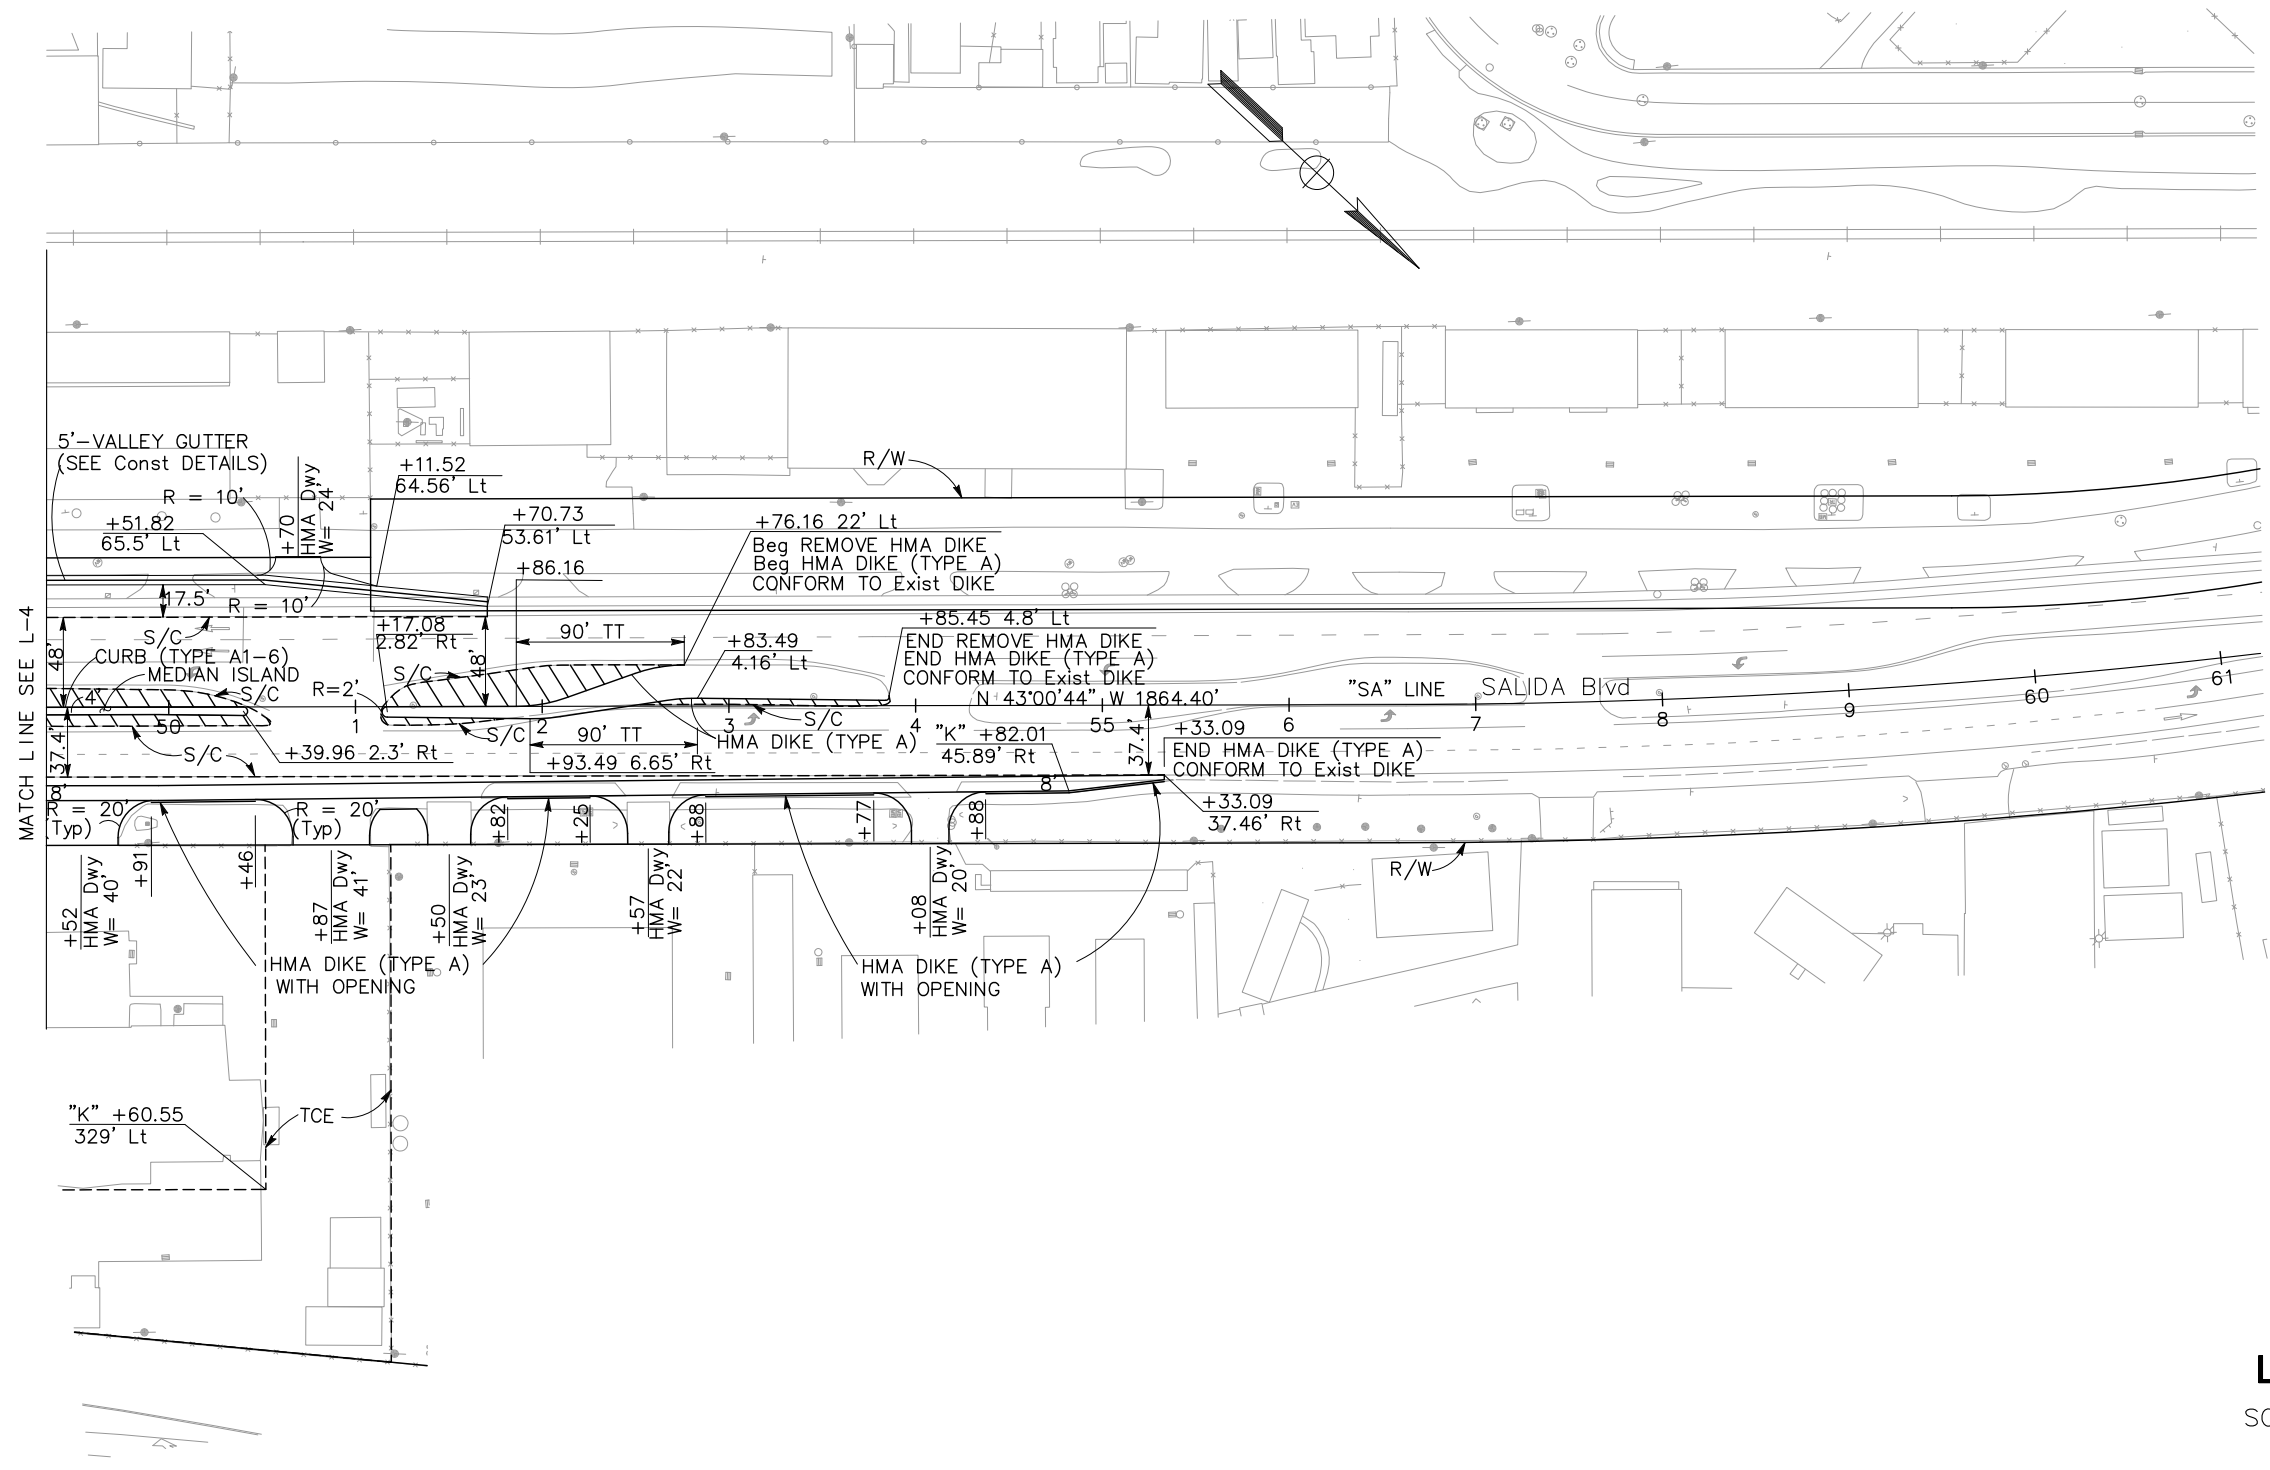 5'-VALLEY GUTTER
(SEE Const DETAILS)
R = 10'
+51.82
65.5' Lt
+70
HMA Dwy
W= 24'
+11.52
64.56' Lt
+70.73
53.61' Lt
+86.16
+76.16 22' Lt
Beg REMOVE HMA DIKE
Beg HMA DIKE (TYPE A)
CONFORM TO Exist DIKE
R/W
17.5'
R = 10'
S/C
48'
CURB (TYPE A1-6)
MEDIAN ISLAND
S/C
4'
+17.08
2.82' Rt
S/C
48'
R=2'
90' TT
+83.49
4.16' Lt
+85.45 4.8' Lt
END REMOVE HMA DIKE
END HMA DIKE (TYPE A)
CONFORM TO Exist DIKE
N 43°00'44" W 1864.40'
"SA" LINE
SALIDA Blvd
50
1
2
3
4
55
6
7
8
9
60
61
MATCH LINE SEE L-4
37.4'
S/C
+39.96 2.3' Rt
S/C
90' TT
+93.49 6.65' Rt
HMA DIKE (TYPE A)
S/C
"K" +82.01
45.89' Rt
37.4'
+33.09
END HMA DIKE (TYPE A)
CONFORM TO Exist DIKE
8'
8'
+33.09
37.46' Rt
R = 20'
(Typ)
R = 20'
(Typ)
+91
+46
+82
+25
+88
+77
+88
R/W
+52
HMA Dwy
W= 40'
+87
HMA Dwy
W= 41'
+50
HMA Dwy
W= 23'
+57
HMA Dwy
W= 22'
+08
HMA Dwy
W= 20'
HMA DIKE (TYPE A)
WITH OPENING
HMA DIKE (TYPE A)
WITH OPENING
"K" +60.55
329' Lt
TCE
L
SC